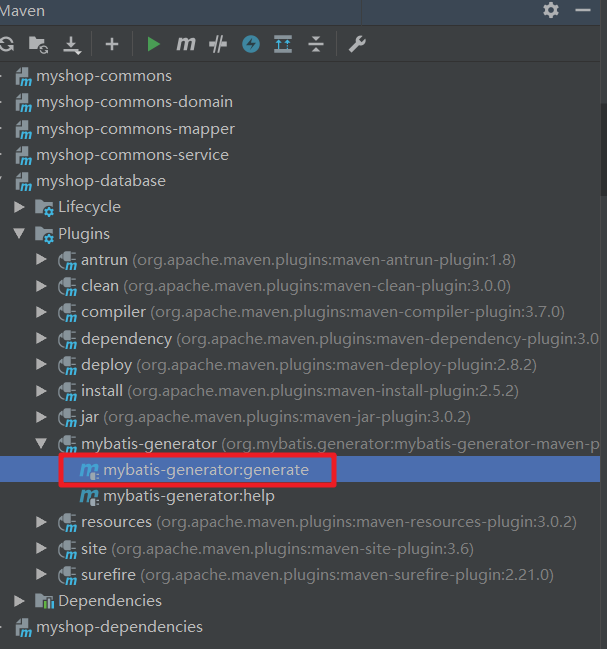 Maven
myshop-commons
myshop-commons-domain
myshop-commons-mapper
myshop-commons-service
myshop-database
Lifecycle
Plugins
antrun (org.apache.maven.plugins:maven-antrun-plugin:1.8)
clean (org.apache.maven.plugins:maven-clean-plugin:3.0.0)
compiler (org.apache.maven.plugins:maven-compiler-plugin:3.7.0)
dependency (org.apache.maven.plugins:maven-dependency-plugin:3.0
deploy (org.apache.maven.plugins:maven-deploy-plugin:2.8.2)
install (org.apache.maven.plugins:maven-install-plugin:2.5.2)
jar (org.apache.maven.plugins:maven-jar-plugin:3.0.2)
mybatis-generator (org.mybatis.generator:mybatis-generator-maven-p
mybatis-generator:generate
mybatis-generator:help
resources (org.apache.maven.plugins:maven-resources-plugin:3.0.2)
site (org.apache.maven.plugins:maven-site-plugin:3.6)
surefire (org.apache.maven.plugins:maven-surefire-plugin:2.21.0)
Dependencies
myshop-dependencies